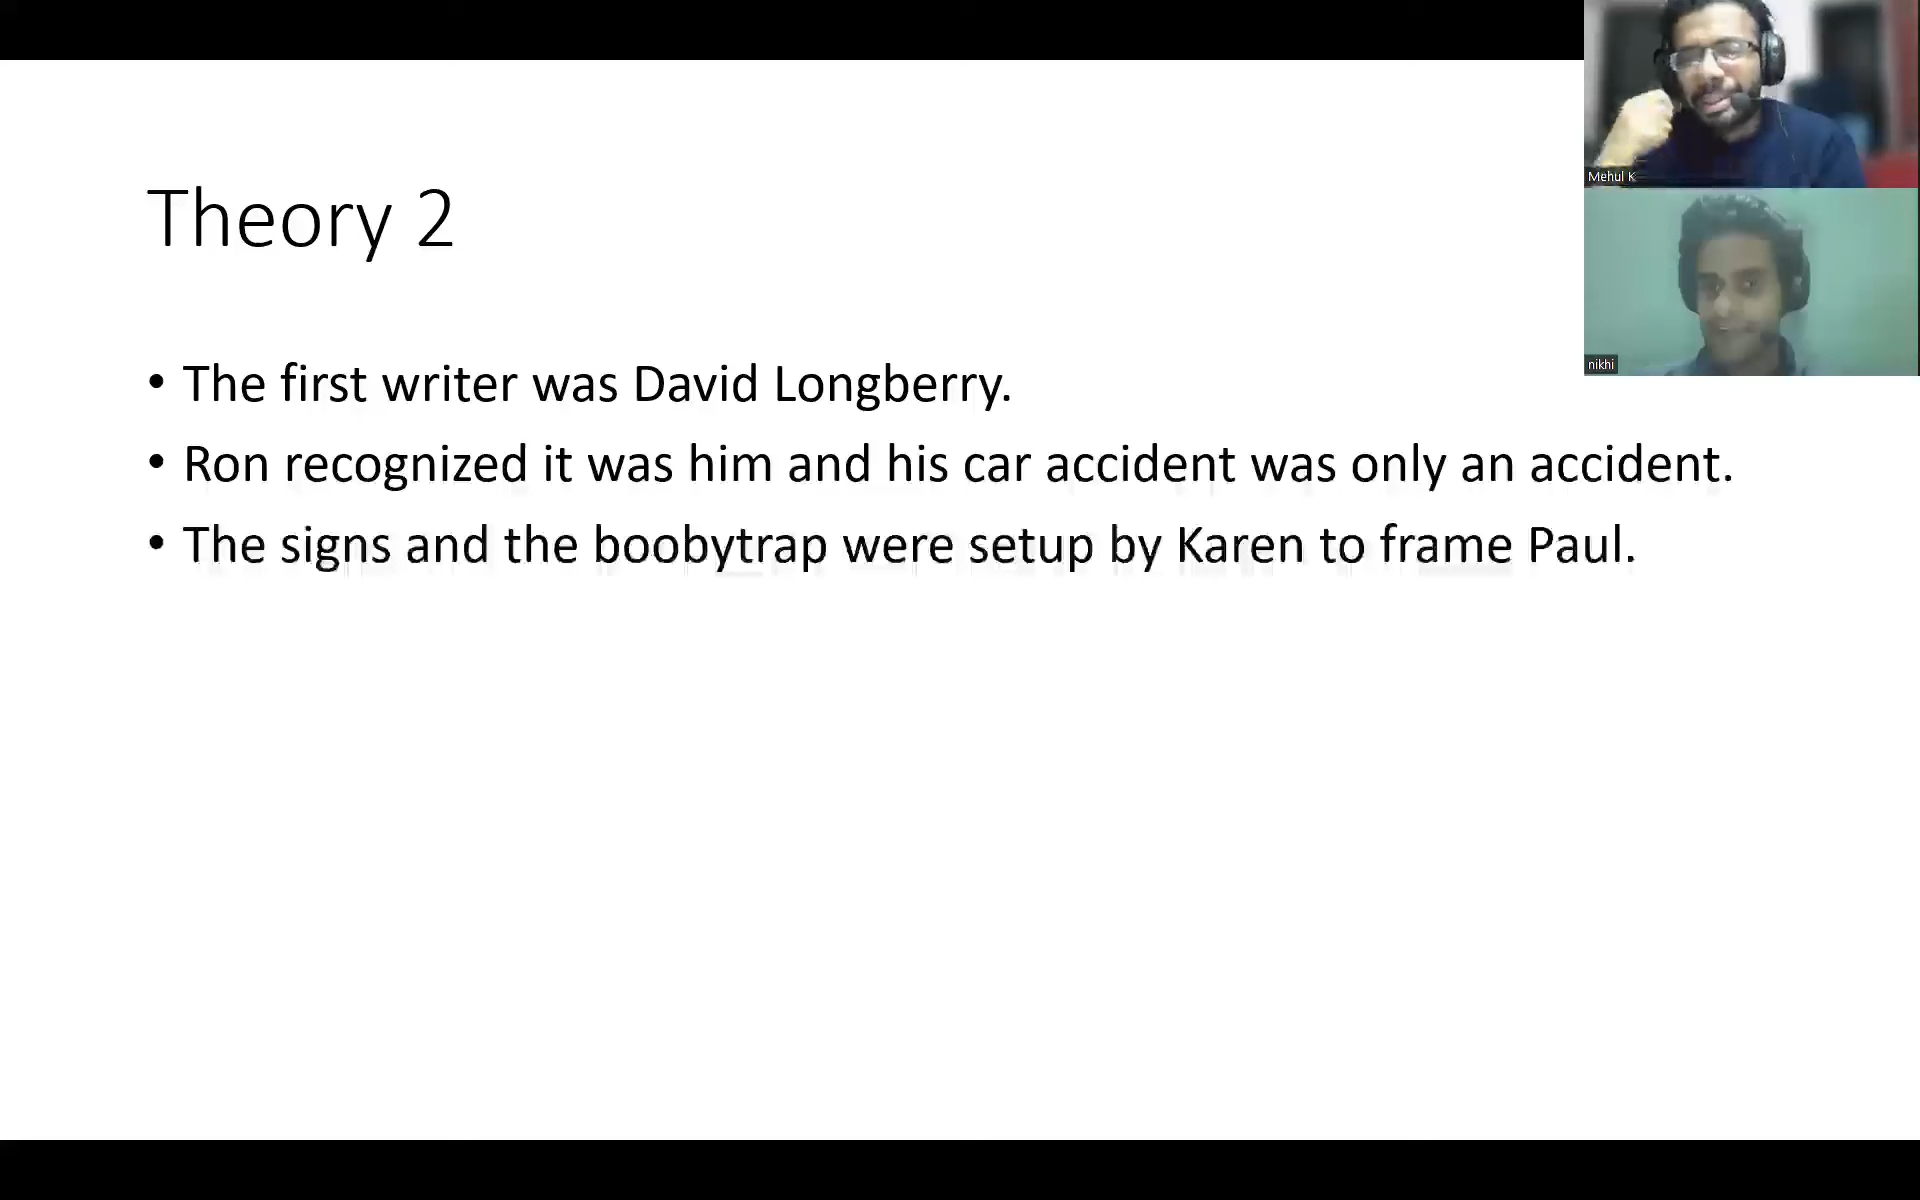 Theory 2
• The first writer was David Longberry.
• Ron recognized it was him and his car accident was only an accident.
• The signs and the boobytrap were setup by Karen to frame Paul.
Mehul K
nikhi